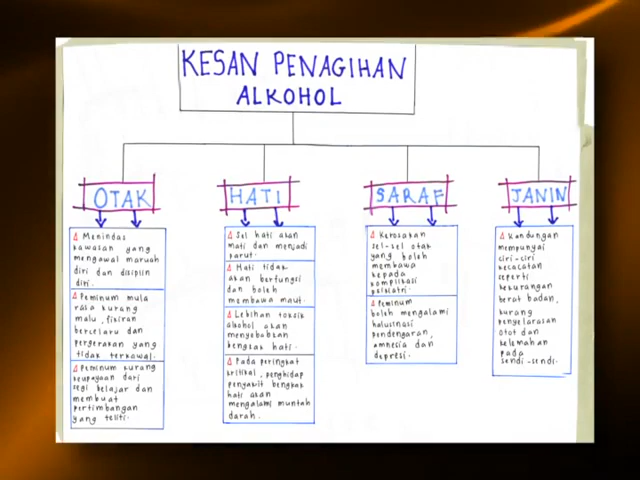 KESAN PENAGIHAN
ALKOHOL
OTAK
Menindas
kawasan yang
mengawal maruah
diri dan disiplin
diri.
Peminum mula
rasa kurang
malu, fikiran
bercelaru dan
pergerakan yang
tidak terkawal.
Peminum kurang
keupayaan dari
segi belajar dan
membuat
pertimbangan
yang teliti.
HATI
Sel hati akan
mati dan menjadi
parut.
Hati tidak
akan berfungsi
dan boleh
membawa maut.
Lebihan toksik
alkohol akan
menyebabkan
bengkak hati.
Pada peringkat
kritikal, penghidap
penyakit bengkak
hati akan
mengalami muntah
darah.
SARAF
Kerosakan
sel-sel otak
yang boleh
membawa
kepada
komplikasi
psikiatri.
Peminum
boleh mengalami
halusinasi
pendengaran,
amnesia dan
depresi.
JANIN
Kandungan
mempunyai
ciri-ciri
kecacatan
seperti
kekurangan
berat badan,
kurang
penyelarasan
otot dan
kelemahan
pada
sendi-sendi.